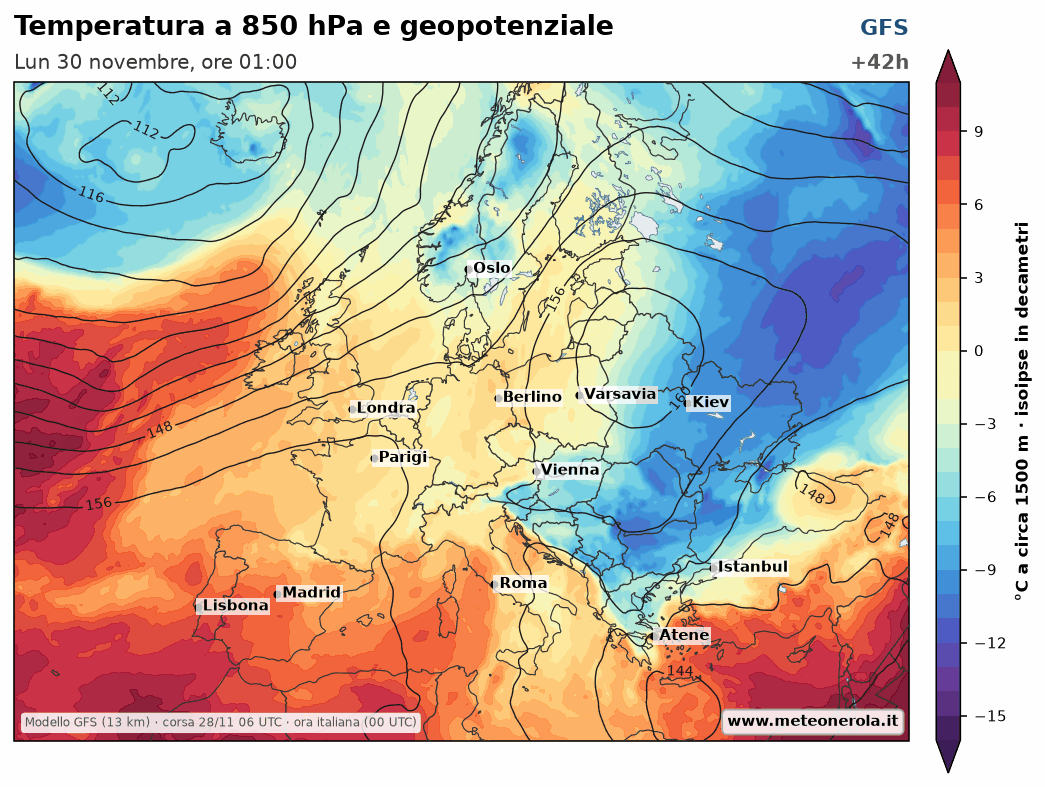 Temperatura a 850 hPa e geopotenziale
GFS
Lun 30 novembre, ore 01:00
+42h
112
112
116
Oslo
156
Berlino
Varsavia
16
Kiev
Londra
148
Parigi
Vienna
156
148
148
Istanbul
Roma
Madrid
Lisbona
Atene
144
Modello GFS (13 km) · corsa 28/11 06 UTC · ora italiana (00 UTC)
www.meteonerola.it
9
6
3
0
−3
−6
−9
−12
−15
°C a circa 1500 m · isoipse in decametri